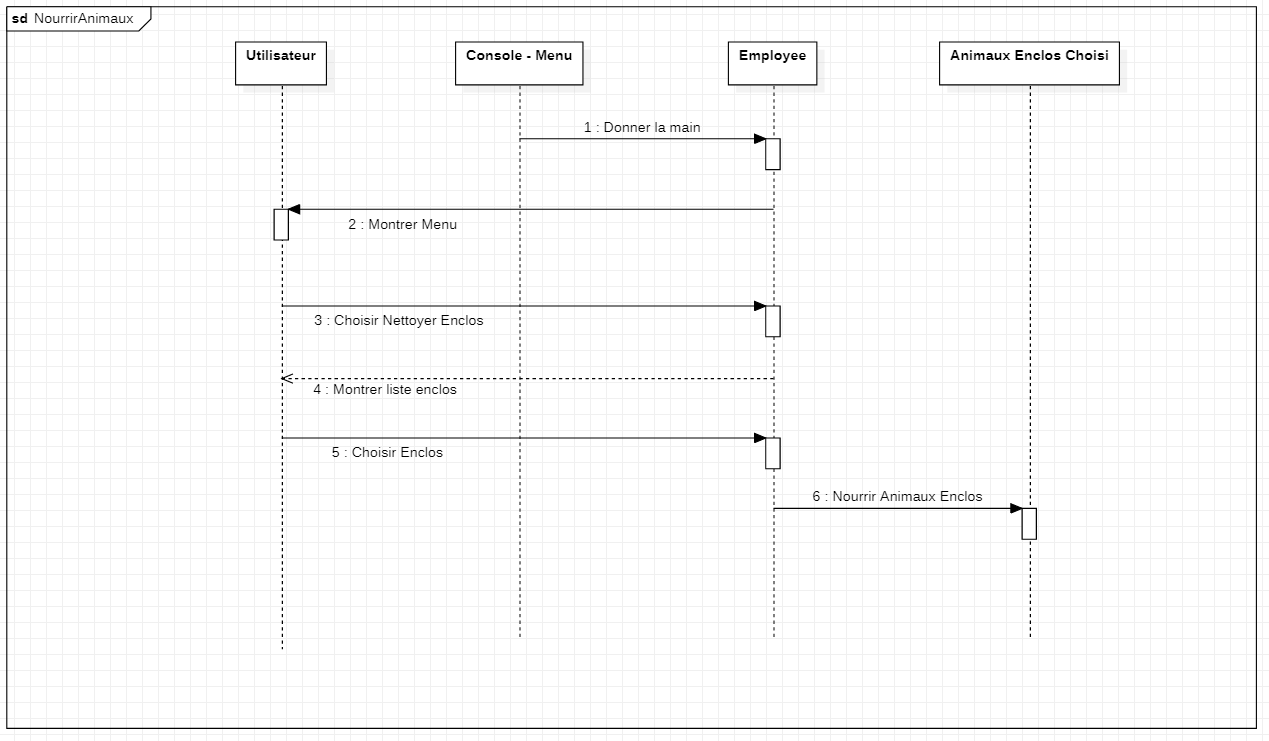 sd NourrirAnimaux
Utilisateur
Console - Menu
Employee
Animaux Enclos Choisi
1 : Donner la main
2 : Montrer Menu
3 : Choisir Nettoyer Enclos
4 : Montrer liste enclos
5 : Choisir Enclos
6 : Nourrir Animaux Enclos